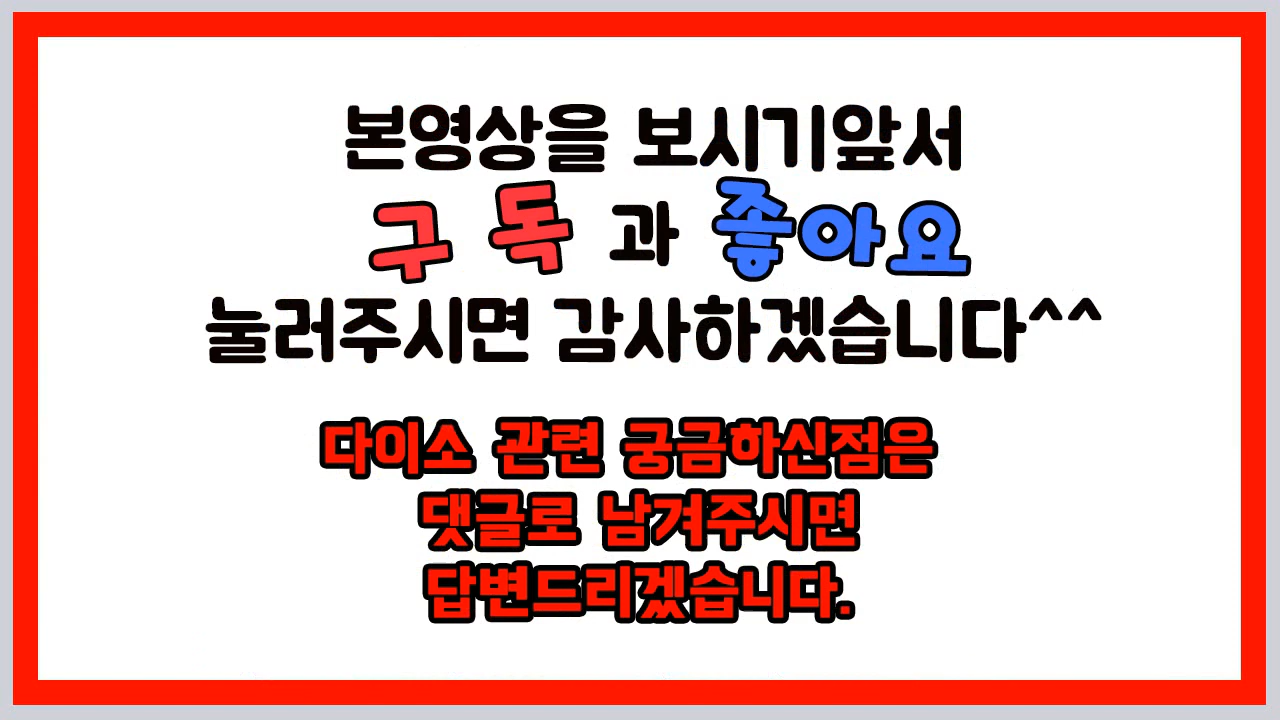 본영상을 보시기앞서
구 독 과 좋아요
눌러주시면 감사하겠습니다^^
다이소 관련 궁금하신점은
댓글로 남겨주시면
답변드리겠습니다.